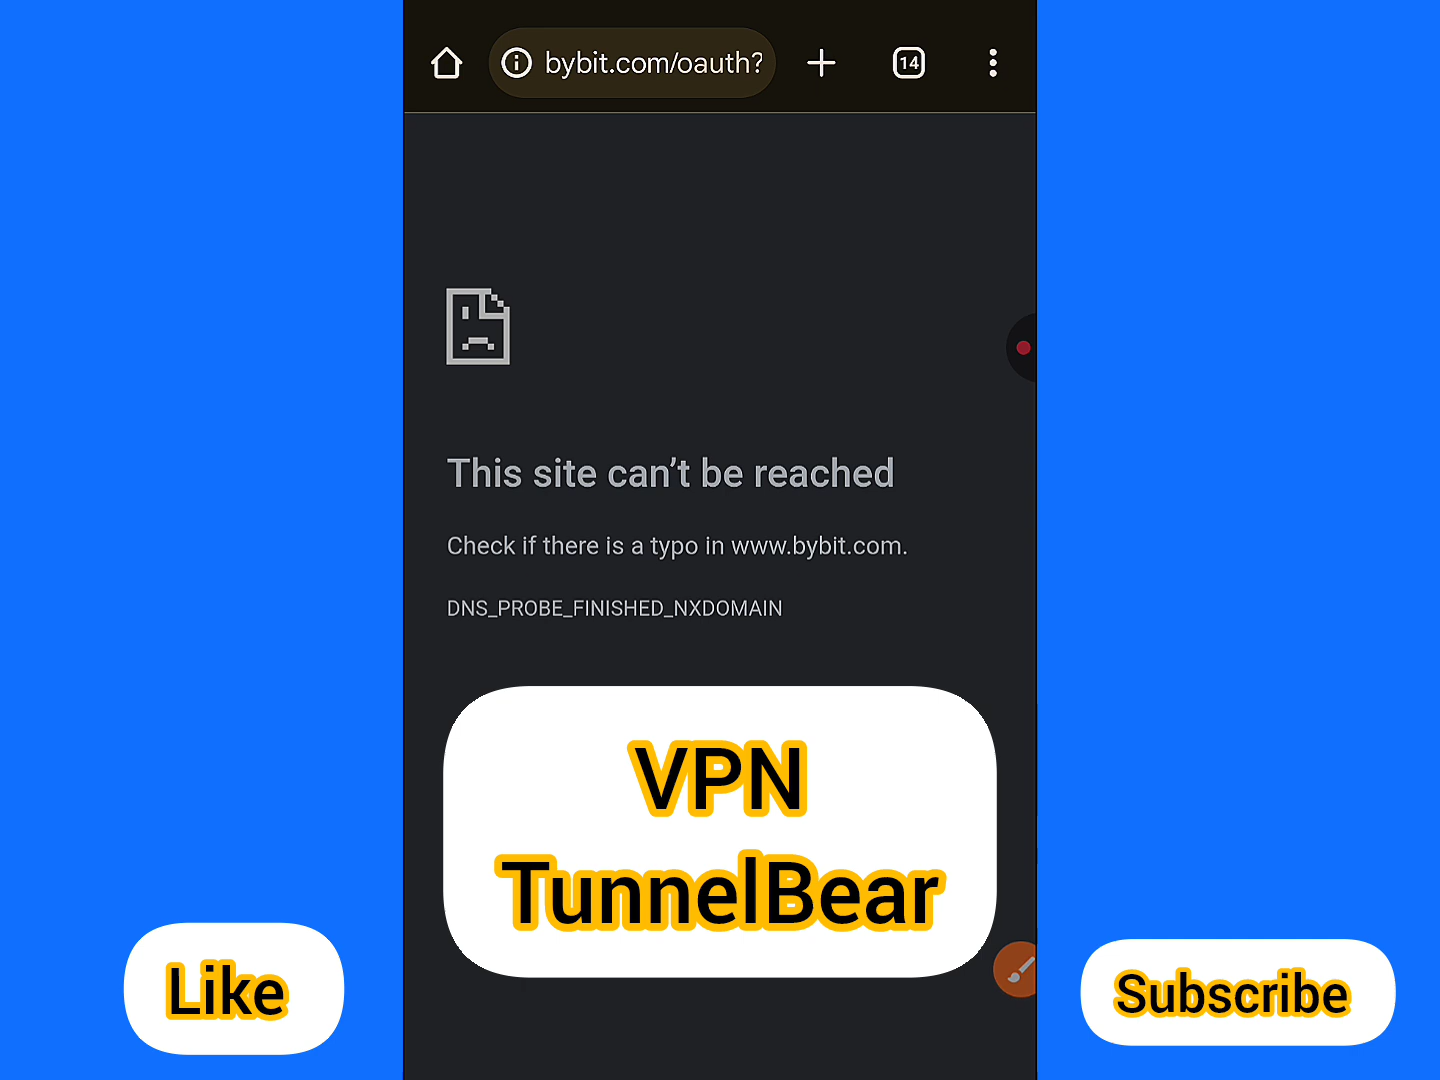 bybit.com/oauth?
14
This site can’t be reached
Check if there is a typo in www.bybit.com.
DNS_PROBE_FINISHED_NXDOMAIN
VPN
TunnelBear
Like
Subscribe